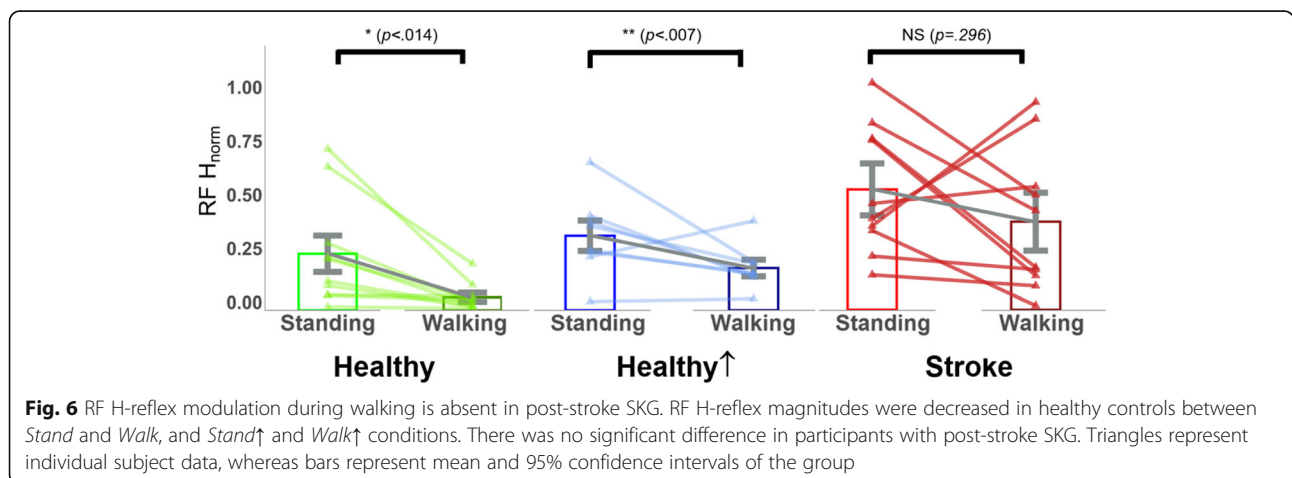 * (p<.014)
** (p<.007)
NS (p=.296)
RF Hnorm
1.00
0.75
0.50
0.25
0.00
Standing Walking Standing Walking Standing Walking
Healthy Healthy↑ Stroke
Fig. 6 RF H-reflex modulation during walking is absent in post-stroke SKG. RF H-reflex magnitudes were decreased in healthy controls between
Stand and Walk, and Stand↑ and Walk↑ conditions. There was no significant difference in participants with post-stroke SKG. Triangles represent
individual subject data, whereas bars represent mean and 95% confidence intervals of the group